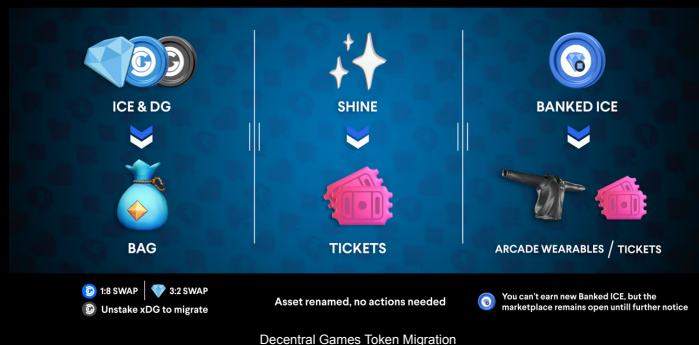 ICE & DG
BAG
SHINE
TICKETS
BANKED ICE
ARCADE WEARABLES / TICKETS
1:8 SWAP
3:2 SWAP
Unstake xDG to migrate
Asset renamed, no actions needed
You can't earn new Banked ICE, but the
marketplace remains open untill further notice
Decentral Games Token Migration